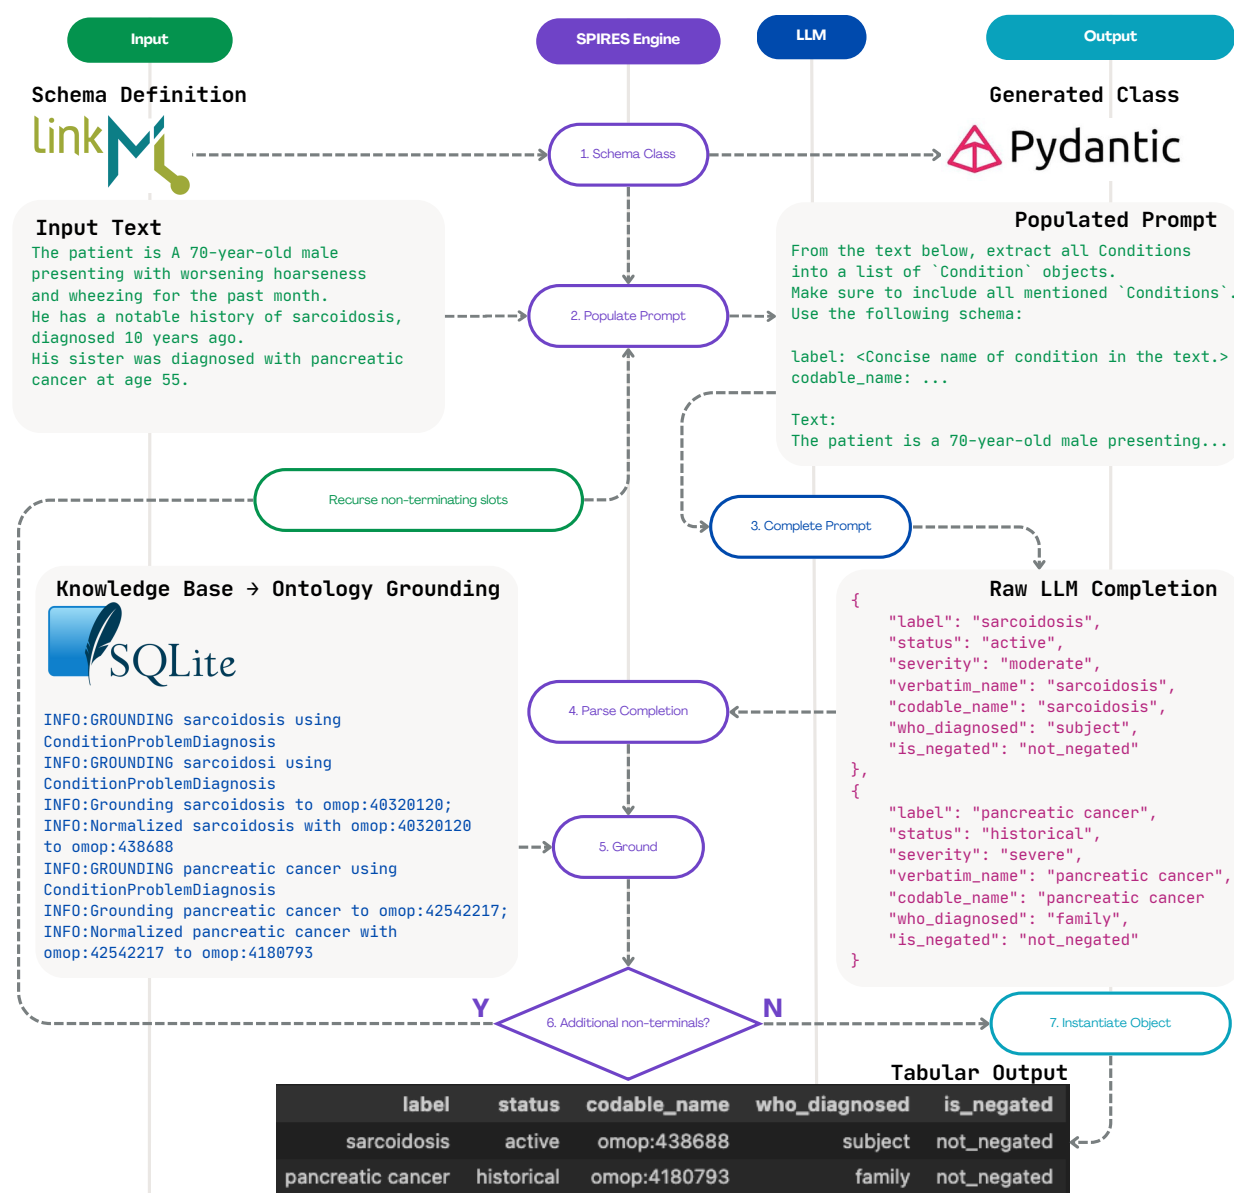 Input
SPIRES Engine
LLM
Output
Schema Definition
linkML
1. Schema Class
Generated Class
Pydantic
Input Text
The patient is A 70-year-old male
presenting with worsening hoarseness
and wheezing for the past month.
He has a notable history of sarcoidosis,
diagnosed 10 years ago.
His sister was diagnosed with pancreatic
cancer at age 55.
2. Populate Prompt
Populated Prompt
From the text below, extract all Conditions
into a list of `Condition` objects.
Make sure to include all mentioned `Conditions`.
Use the following schema:
label: <Concise name of condition in the text.>
codable_name: ...
Text:
The patient is a 70-year-old male presenting...
Recurse non-terminating slots
3. Complete Prompt
Knowledge Base → Ontology Grounding
SQLite
INFO:GROUNDING sarcoidosis using
ConditionProblemDiagnosis
INFO:GROUNDING sarcoidosi using
ConditionProblemDiagnosis
INFO:Grounding sarcoidosis to omop:40320120;
INFO:Normalized sarcoidosis with omop:40320120
to omop:438688
INFO:GROUNDING pancreatic cancer using
ConditionProblemDiagnosis
INFO:Grounding pancreatic cancer to omop:42542217;
INFO:Normalized pancreatic cancer with
omop:42542217 to omop:4180793
4. Parse Completion
5. Ground
Raw LLM Completion
{
"label": "sarcoidosis",
"status": "active",
"severity": "moderate",
"verbatim_name": "sarcoidosis",
"codable_name": "sarcoidosis",
"who_diagnosed": "subject",
"is_negated": "not_negated"
},
{
"label": "pancreatic cancer",
"status": "historical",
"severity": "severe",
"verbatim_name": "pancreatic cancer",
"codable_name": "pancreatic cancer
"who_diagnosed": "family",
"is_negated": "not_negated"
}
Y
6. Additional non-terminals?
N
7. Instantiate Object
Tabular Output
label status codable_name who_diagnosed is_negated
sarcoidosis active omop:438688 subject not_negated
pancreatic cancer historical omop:4180793 family not_negated